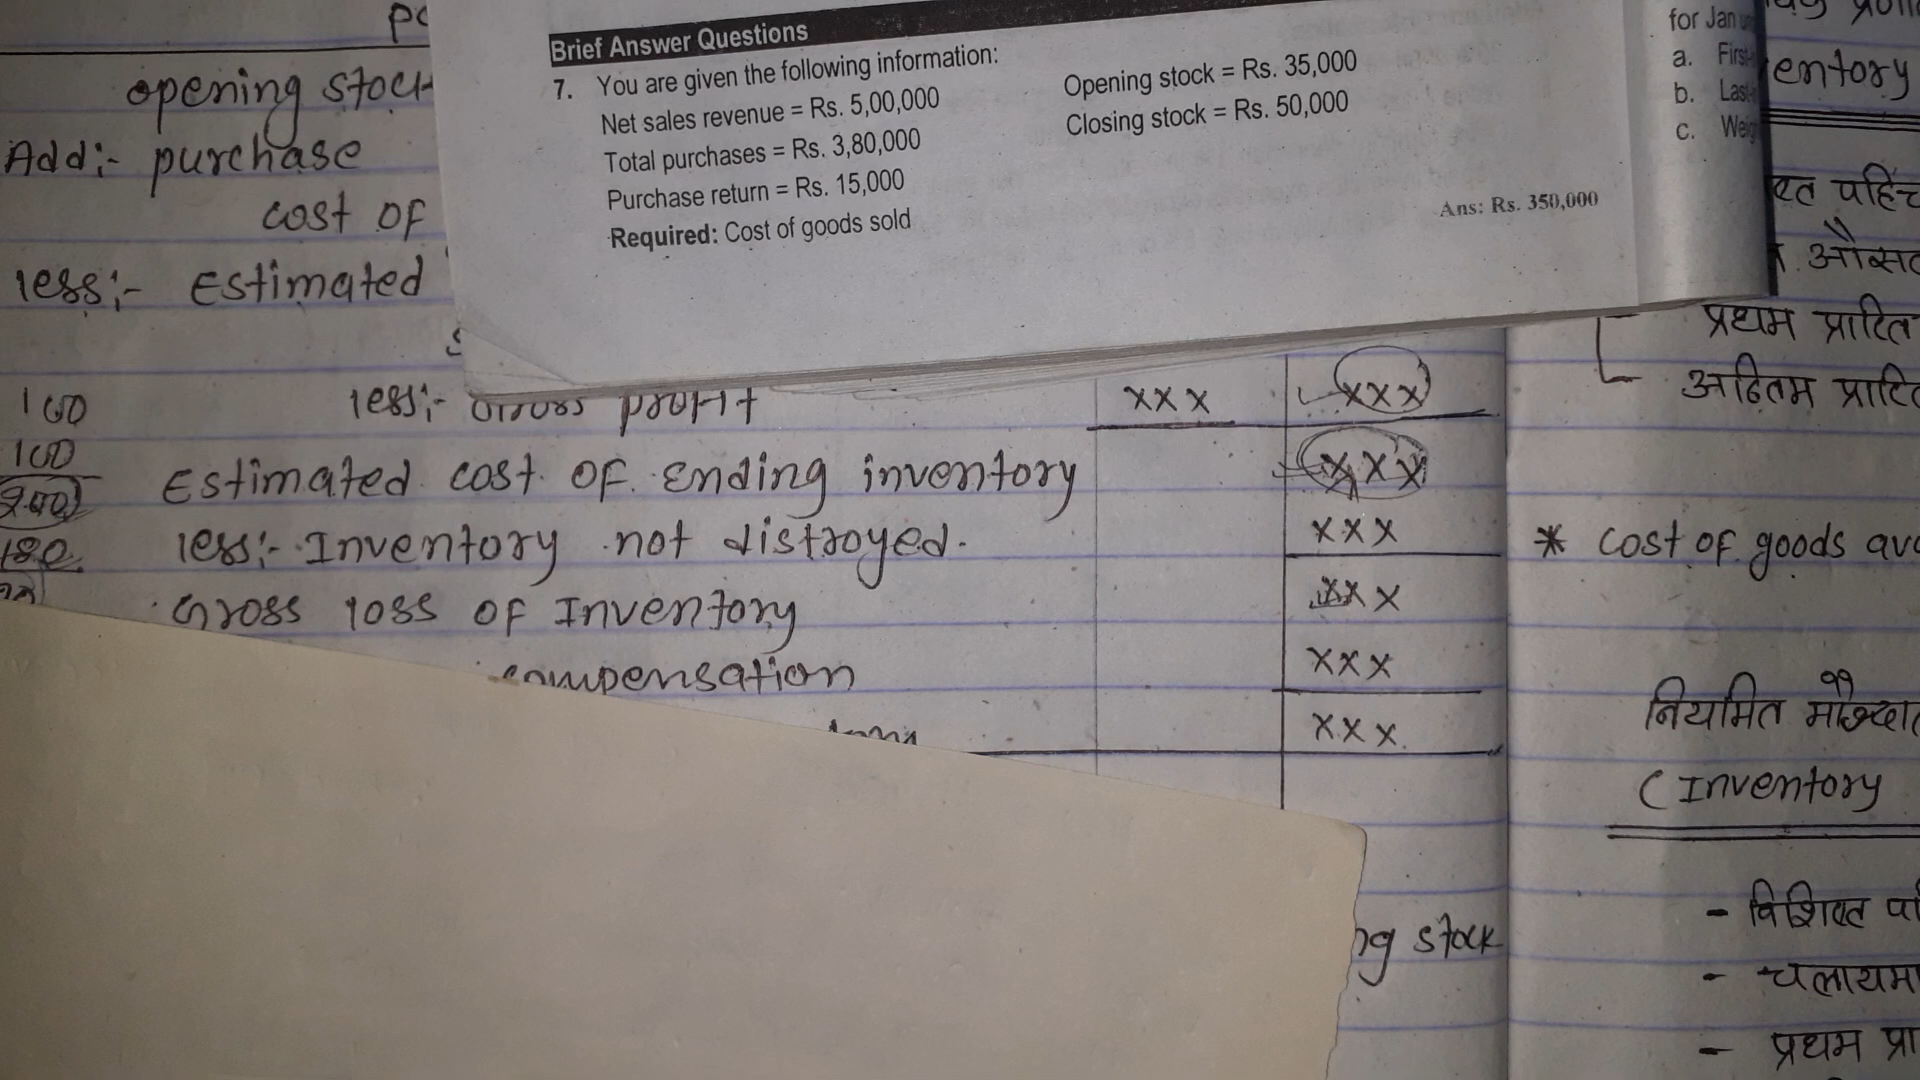 opening stock
Add:- purchase
cost of
less:- Estimated
Brief Answer Questions
7. You are given the following information:
Net sales revenue = Rs. 5,00,000
Total purchases = Rs. 3,80,000
Purchase return = Rs. 15,000
Required: Cost of goods sold
Opening stock = Rs. 35,000
Closing stock = Rs. 50,000
Ans: Rs. 350,000
for Jan
a. First
b. Last
c. Weig
100
100
180
less:- Gross profit xxx xxx
Estimated cost of Ending inventory xxx
less:- Inventory not distroyed. xxx
Gross loss of Inventory xxx
compensation xxx
xxx
ng stock
entory
औसत
प्रथम
* cost of goods ava
नियमित
(Inventory
-
- 
- प्रथम प्रा